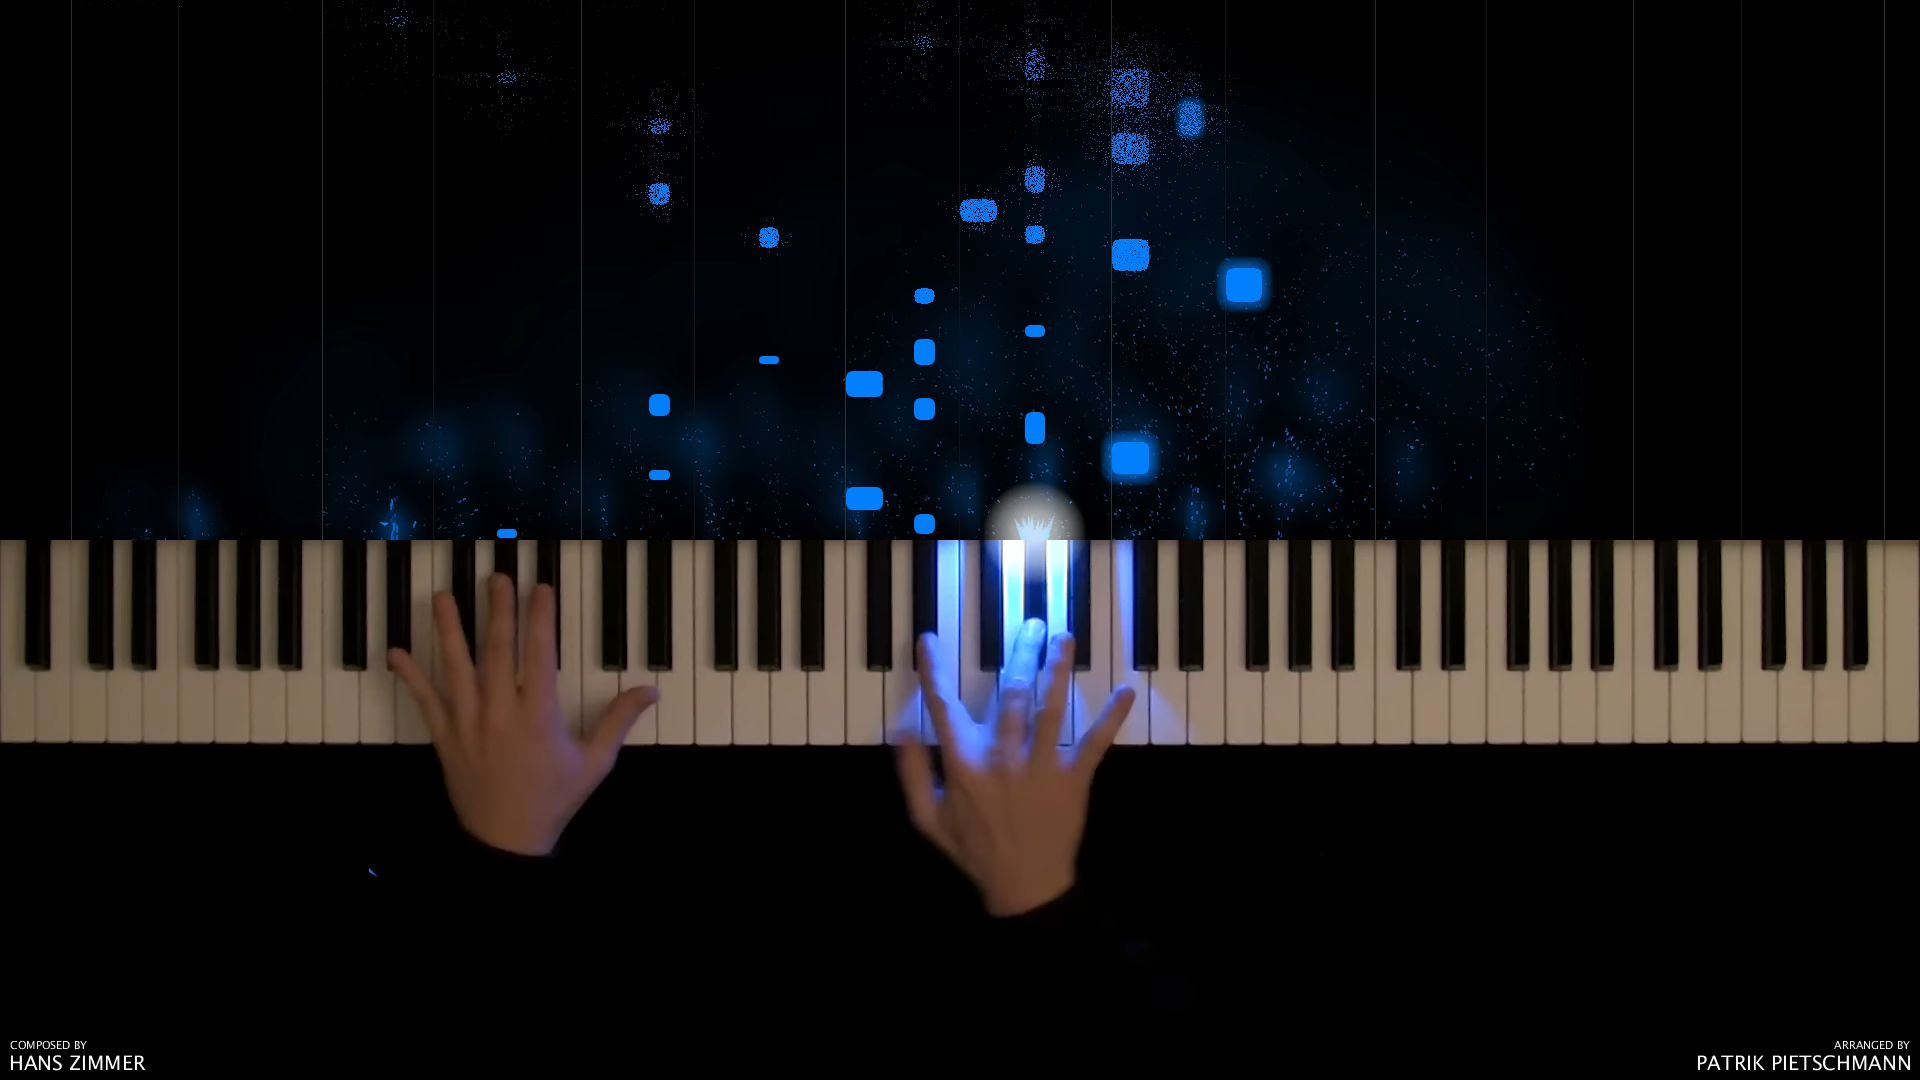 COMPOSED BY
HANS ZIMMER
ARRANGED BY
PATRIK PIETSCHMANN